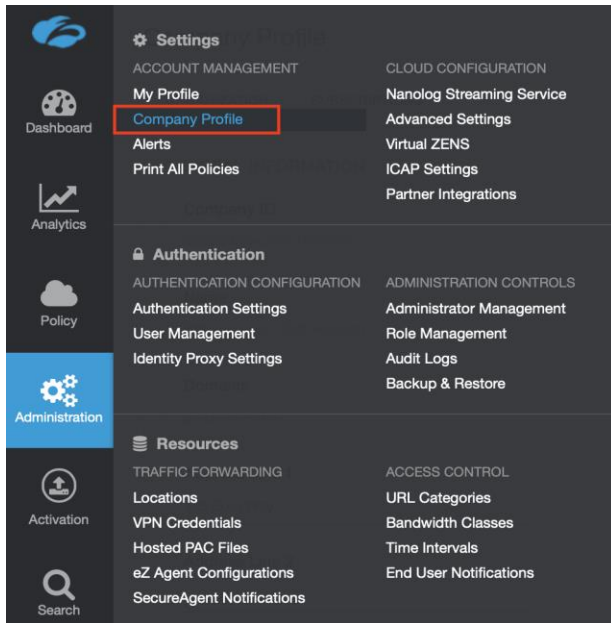 Dashboard
Analytics
Policy
Administration
Activation
Search
Settings
ACCOUNT MANAGEMENT
My Profile
Company Profile
Alerts
Print All Policies
CLOUD CONFIGURATION
Nanolog Streaming Service
Advanced Settings
Virtual ZENS
ICAP Settings
Partner Integrations
Authentication
AUTHENTICATION CONFIGURATION
Authentication Settings
User Management
Identity Proxy Settings
ADMINISTRATION CONTROLS
Administrator Management
Role Management
Audit Logs
Backup & Restore
Resources
TRAFFIC FORWARDING
Locations
VPN Credentials
Hosted PAC Files
eZ Agent Configurations
SecureAgent Notifications
ACCESS CONTROL
URL Categories
Bandwidth Classes
Time Intervals
End User Notifications